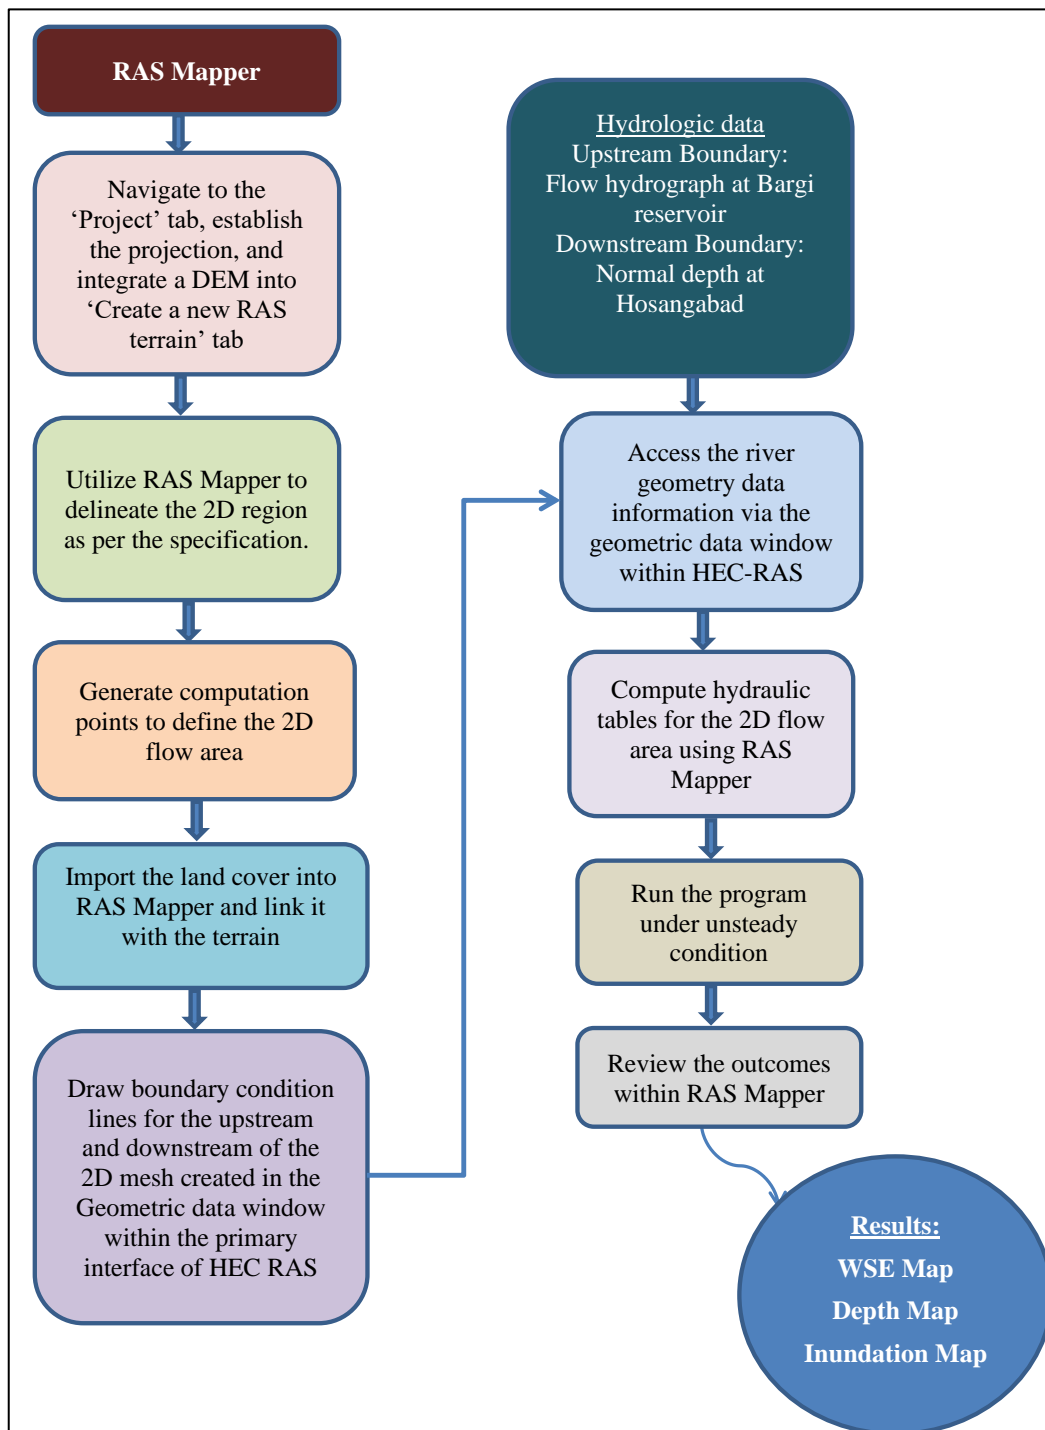 RAS Mapper
Navigate to the
‘Project’ tab, establish
the projection, and
integrate a DEM into
‘Create a new RAS
terrain’ tab
Utilize RAS Mapper to
delineate the 2D region
as per the specification.
Generate computation
points to define the 2D
flow area
Import the land cover into
RAS Mapper and link it
with the terrain
Draw boundary condition
lines for the upstream
and downstream of the
2D mesh created in the
Geometric data window
within the primary
interface of HEC RAS
Hydrologic data
Upstream Boundary:
Flow hydrograph at Bargi
reservoir
Downstream Boundary:
Normal depth at
Hosangabad
Access the river
geometry data
information via the
geometric data window
within HEC-RAS
Compute hydraulic
tables for the 2D flow
area using RAS
Mapper
Run the program
under unsteady
condition
Review the outcomes
within RAS Mapper
Results:
WSE Map
Depth Map
Inundation Map